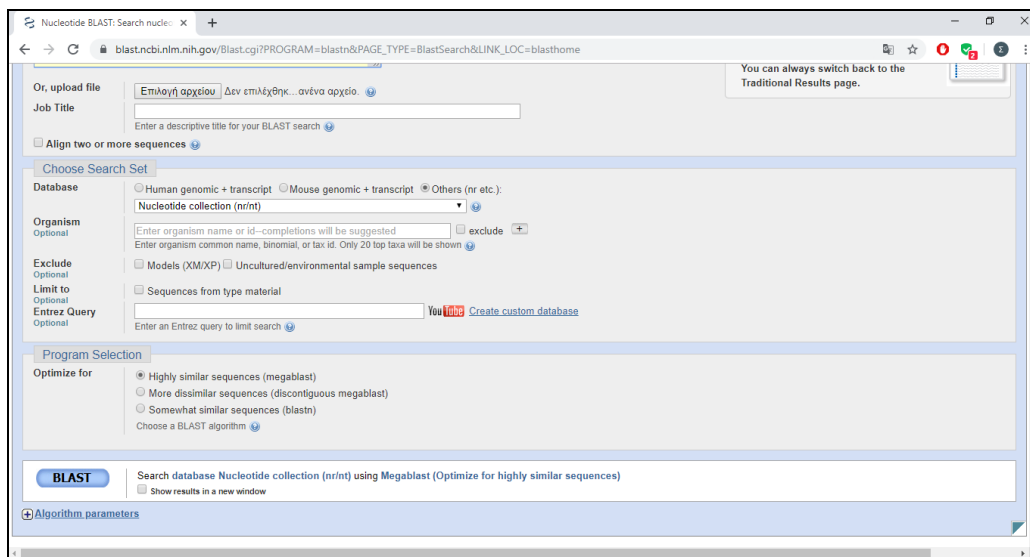 Nucleotide BLAST: Search nucleo
blast.ncbi.nlm.nih.gov/Blast.cgi?PROGRAM=blastn&PAGE_TYPE=BlastSearch&LINK_LOC=blasthome
2
Σ
You can always switch back to the
Traditional Results page.
Or, upload file Επιλογή αρχείου Δεν επιλέχθηκ...ανένα αρχείο.
Job Title
Enter a descriptive title for your BLAST search
Align two or more sequences
Choose Search Set
Database Human genomic + transcript Mouse genomic + transcript Others (nr etc.):
Nucleotide collection (nr/nt)
Organism
Optional
Enter organism name or id--completions will be suggested exclude +
Enter organism common name, binomial, or tax id. Only 20 top taxa will be shown
Exclude
Optional
Models (XM/XP) Uncultured/environmental sample sequences
Limit to
Optional
Sequences from type material
Entrez Query
Optional
YouTube Create custom database
Enter an Entrez query to limit search
Program Selection
Optimize for Highly similar sequences (megablast)
More dissimilar sequences (discontiguous megablast)
Somewhat similar sequences (blastn)
Choose a BLAST algorithm
BLAST Search database Nucleotide collection (nr/nt) using Megablast (Optimize for highly similar sequences)
Show results in a new window
Algorithm parameters